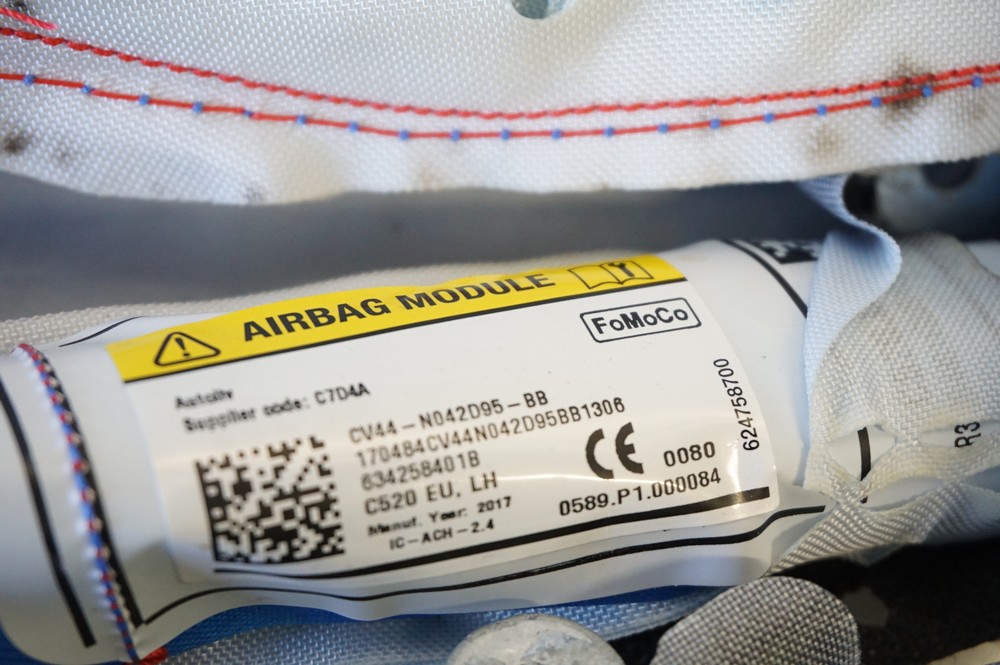 AIRBAG MODULE
FoMoCo
Autoliv
Supplier code: C7D4A
CV44-N042D95-BB
170484CV44N042D95BB1306
634258401B
C520 EU, LH
Manuf. Year: 2017
IC-ACH-2.4
CE 0080
0589.P1.000084
624758700
R3